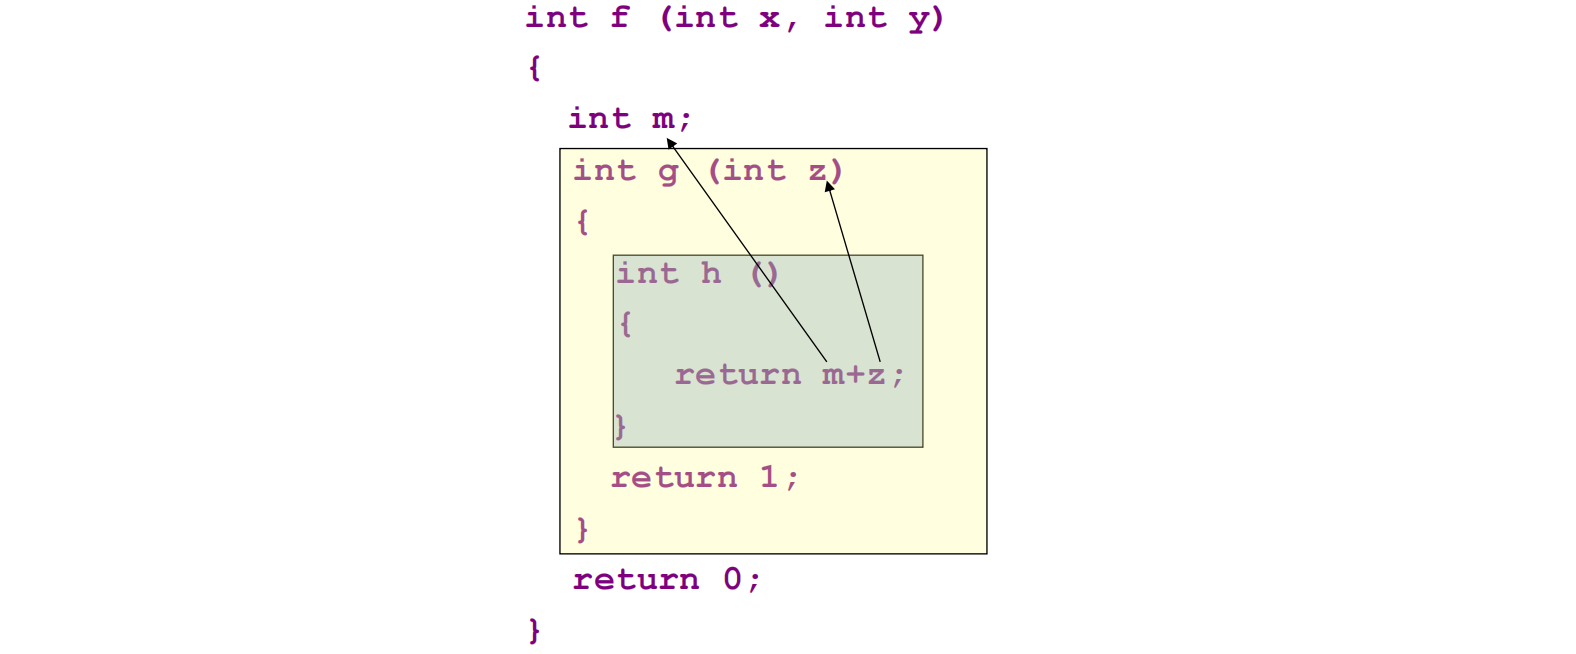 int f (int x, int y)
{
int m;
int g (int z)
{
int h ()
{
return m+z;
}
return 1;
}
return 0;
}